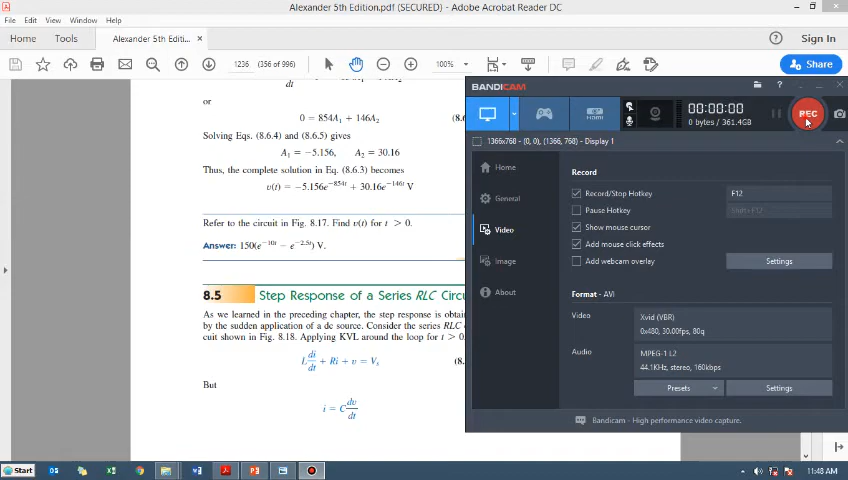 Alexander 5th Edition.pdf (SECURED) - Adobe Acrobat Reader DC
File Edit View Window Help
Home Tools Alexander 5th Editi... ×
Sign In
1236 (356 of 996) 100% Share
or
0 = 854A₁ + 146A₂ (8.6
Solving Eqs. (8.6.4) and (8.6.5) gives
A₁ = −5.156, A₂ = 30.16
Thus, the complete solution in Eq. (8.6.3) becomes
v(t) = −5.156e⁻⁸⁵⁴ᵗ + 30.16e⁻¹⁴⁶ᵗ V
Refer to the circuit in Fig. 8.17. Find v(t) for t > 0.
Answer: 150(e⁻¹⁰ᵗ − e⁻²·⁵ᵗ) V.
8.5 Step Response of a Series RLC Circu
As we learned in the preceding chapter, the step response is obtain
by the sudden application of a dc source. Consider the series RLC c
cuit shown in Fig. 8.18. Applying KVL around the loop for t > 0.
L di/dt + Ri + v = Vₛ (8.
But
i = C dv/dt
BANDICAM
HDMI
00:00:00
0 bytes / 361.4GB
REC
1366x768 - (0, 0), (1366, 768) - Display 1
Home
General
Video
Image
About
Record
Record/Stop Hotkey F12
Pause Hotkey Shift+F12
Show mouse cursor
Add mouse click effects
Add webcam overlay Settings
Format - AVI
Video Xvid (VBR)
0x480, 30.00fps, 80q
Audio MPEG-1 L2
44.1KHz, stereo, 160kbps
Presets Settings
Bandicam - High performance video capture.
Start
11:48 AM